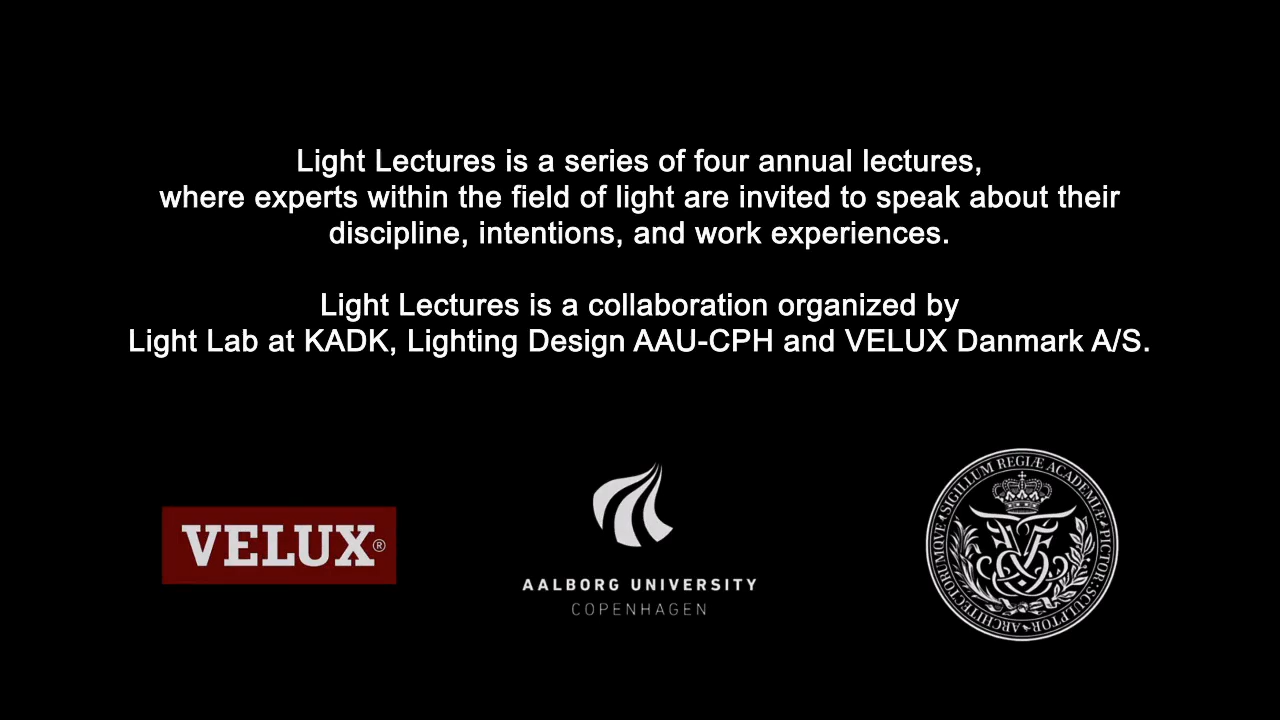 Light Lectures is a series of four annual lectures,
where experts within the field of light are invited to speak about their
discipline, intentions, and work experiences.
Light Lectures is a collaboration organized by
Light Lab at KADK, Lighting Design AAU-CPH and VELUX Danmark A/S.
VELUX®
AALBORG UNIVERSITY
COPENHAGEN
SIGILLUM REGIÆ ACADEMIÆ PICTOR: SCULPTOR: ARCHITECTORUMQVE